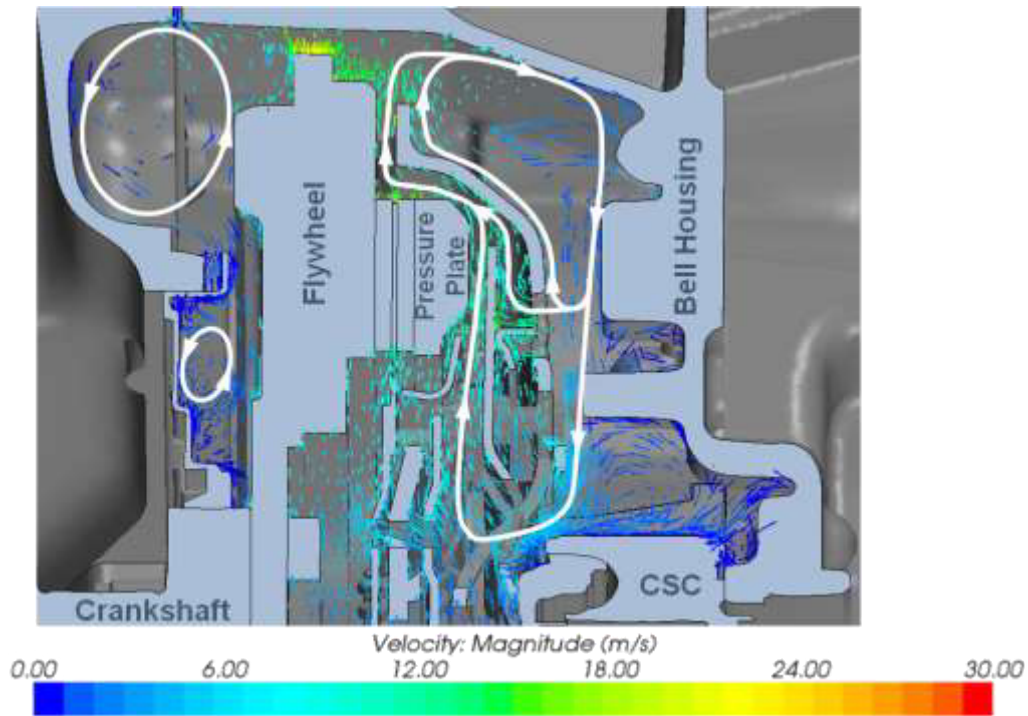 Flywheel
Pressure
Plate
Bell Housing
CSC
Crankshaft
Velocity: Magnitude (m/s)
0.00 6.00 12.00 18.00 24.00 30.00